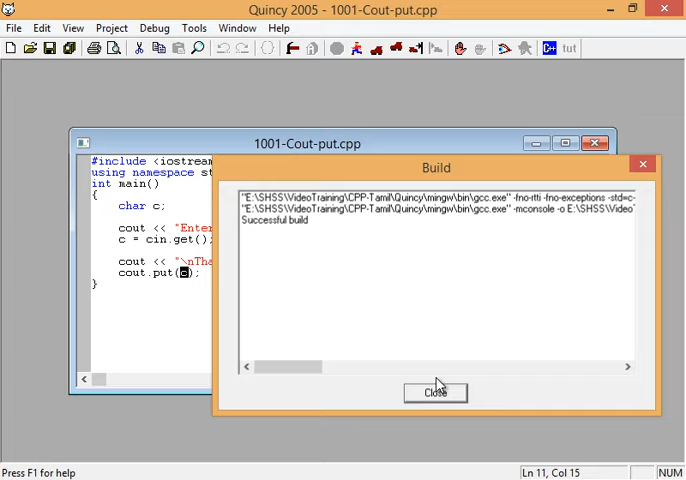 Quincy 2005 - 1001-Cout-put.cpp
File Edit View Project Debug Tools Window Help
C++ tut
1001-Cout-put.cpp
#include <iostream
using namespace st
int main()
{
char c;
cout << "Enter
c = cin.get();
cout << "\nTha
cout.put(c);
}
Build
"E:\SHSS\VideoTraining\CPP-Tamil\Quincy\mingw\bin\gcc.exe" -fno-rtti -fno-exceptions -std=c-
"E:\SHSS\VideoTraining\CPP-Tamil\Quincy\mingw\bin\gcc.exe" -mconsole -o E:\SHSS\Video
Successful build
Close
Press F1 for help
Ln 11, Col 15
NUM